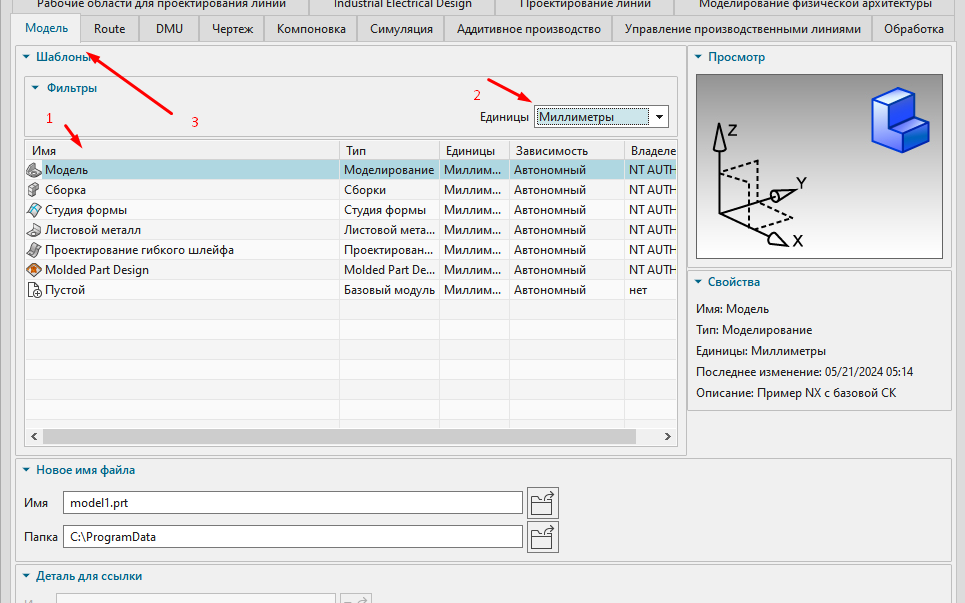 Рабочие области для проектирования линии Industrial Electrical Design Проектирование линии Моделирование физической архитектуры
Модель Route DMU Чертеж Компоновка Симуляция Аддитивное производство Управление производственными линиями Обработка
Шаблоны
Фильтры
1 2 3
Единицы Миллиметры
Имя Тип Единицы Зависимость Владеле
Модель Моделирование Миллим... Автономный NT AUTH
Сборка Сборки Миллим... Автономный NT AUTH
Студия формы Студия формы Миллим... Автономный NT AUTH
Листовой металл Листовой мета... Миллим... Автономный NT AUTH
Проектирование гибкого шлейфа Проектирован... Миллим... Автономный NT AUTH
Molded Part Design Molded Part De... Миллим... Автономный NT AUTH
Пустой Базовый модуль Миллим... Автономный нет
Просмотр
Z
Y
X
Свойства
Имя: Модель
Тип: Моделирование
Единицы: Миллиметры
Последнее изменение: 05/21/2024 05:14
Описание: Пример NX с базовой СК
Новое имя файла
Имя model1.prt
Папка C:\ProgramData
Деталь для ссылки